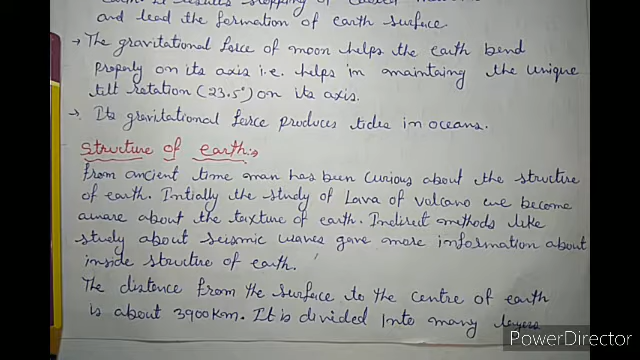 and lead the formation of earth surface
→ The gravitational force of moon helps the earth bend
properly on its axis i.e. helps in maintaing the unique
tilt rotation (23.5°) on its axis.
→ Its gravitational force produces tides in oceans.
Structure of earth:→
From ancient time man has been curious about the structure
of earth. Intially the study of Lava of volcano we become
aware about the taxture of earth. Indirect methods like
study about seismic waves gave more information about
inside structure of earth.
The distance from the surface to the centre of earth
is about 3900km. It is divided into many layers
PowerDirector